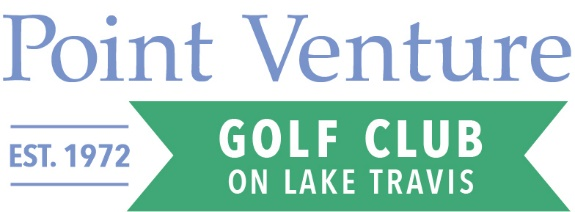 Point Venture
EST. 1972
GOLF CLUB
ON LAKE TRAVIS